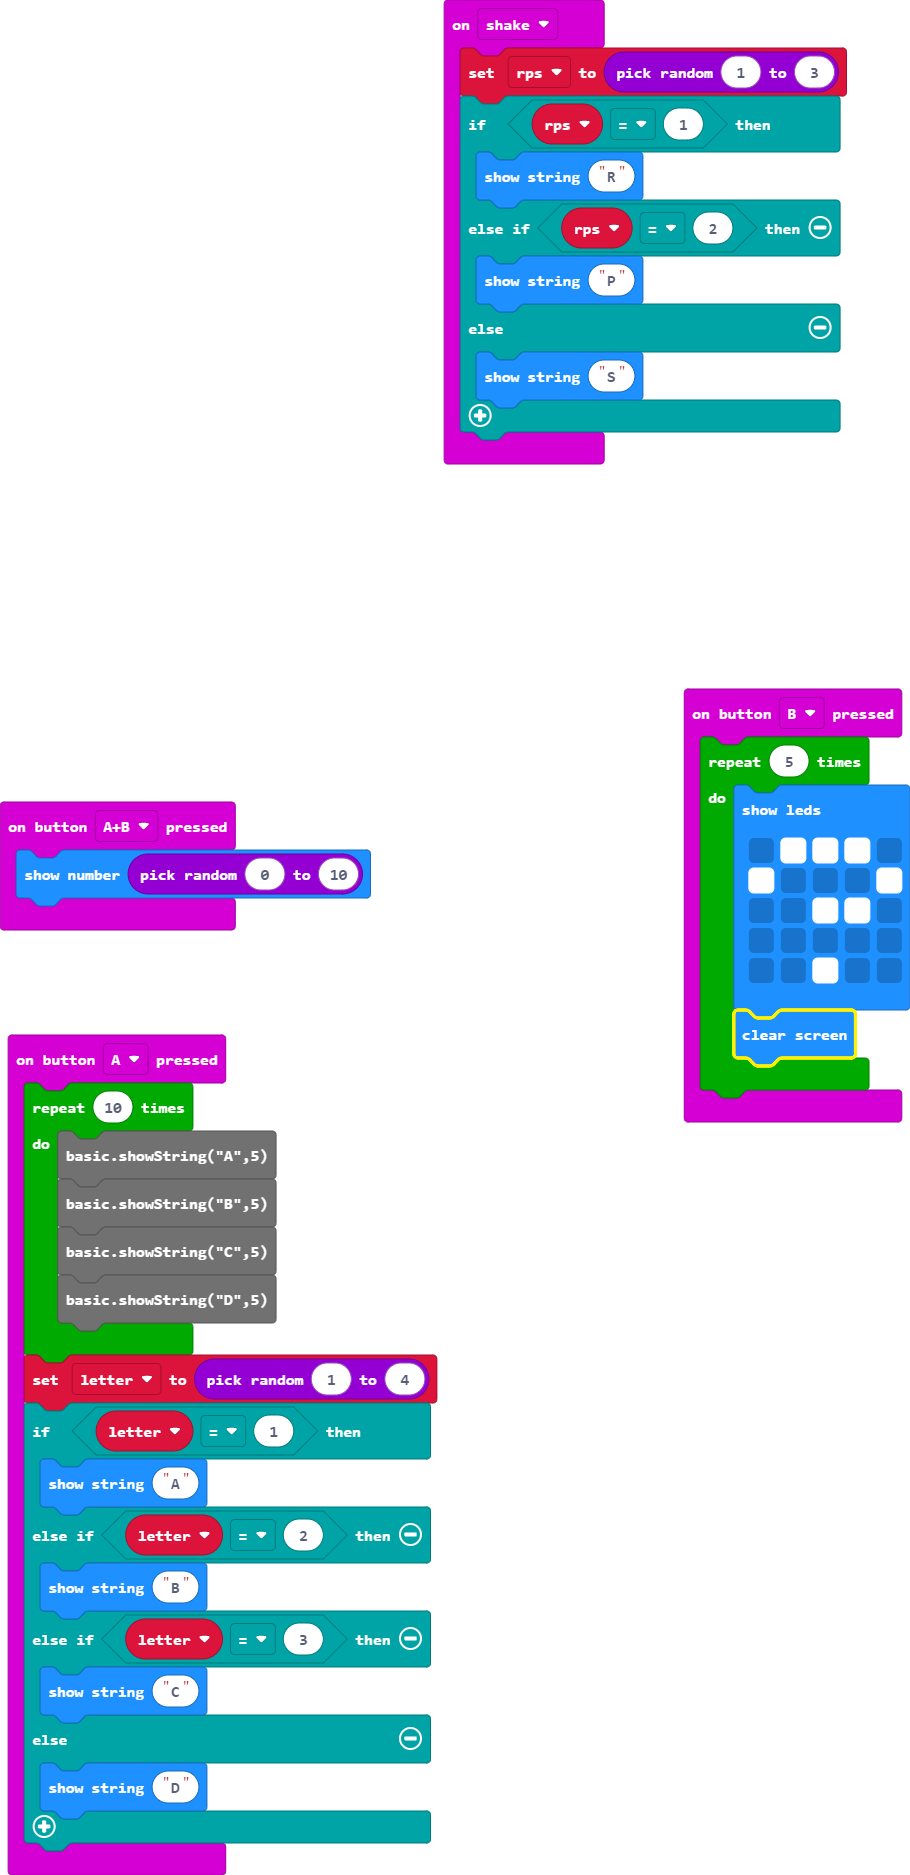 on shake
set rps to pick random 1 to 3
if rps = 1 then
show string "R"
else if rps = 2 then
show string "P"
else
show string "S"
on button B pressed
repeat 5 times
do show leds
clear screen
on button A+B pressed
show number pick random 0 to 10
on button A pressed
repeat 10 times
do basic.showString("A",5)
basic.showString("B",5)
basic.showString("C",5)
basic.showString("D",5)
set letter to pick random 1 to 4
if letter = 1 then
show string "A"
else if letter = 2 then
show string "B"
else if letter = 3 then
show string "C"
else
show string "D"